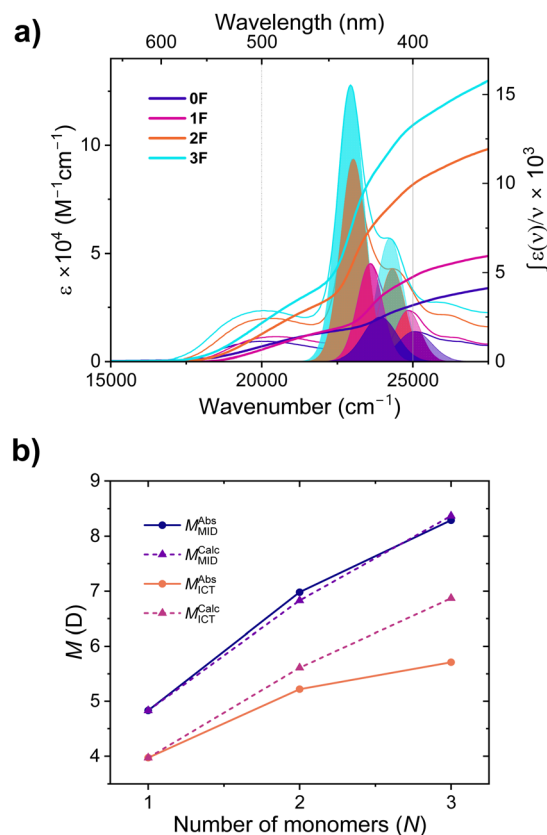 a)
Wavelength (nm)
600 500 400
0F
1F
2F
3F
ε ×10⁴ (M⁻¹cm⁻¹)
10
5
0
15
10
5
0
∫ε(ν)/ν × 10³
15000 20000 25000
Wavenumber (cm⁻¹)
b)
9
8
7
6
5
4
M (D)
M_MID^Abs
M_MID^Calc
M_ICT^Abs
M_ICT^Calc
1 2 3
Number of monomers (N)